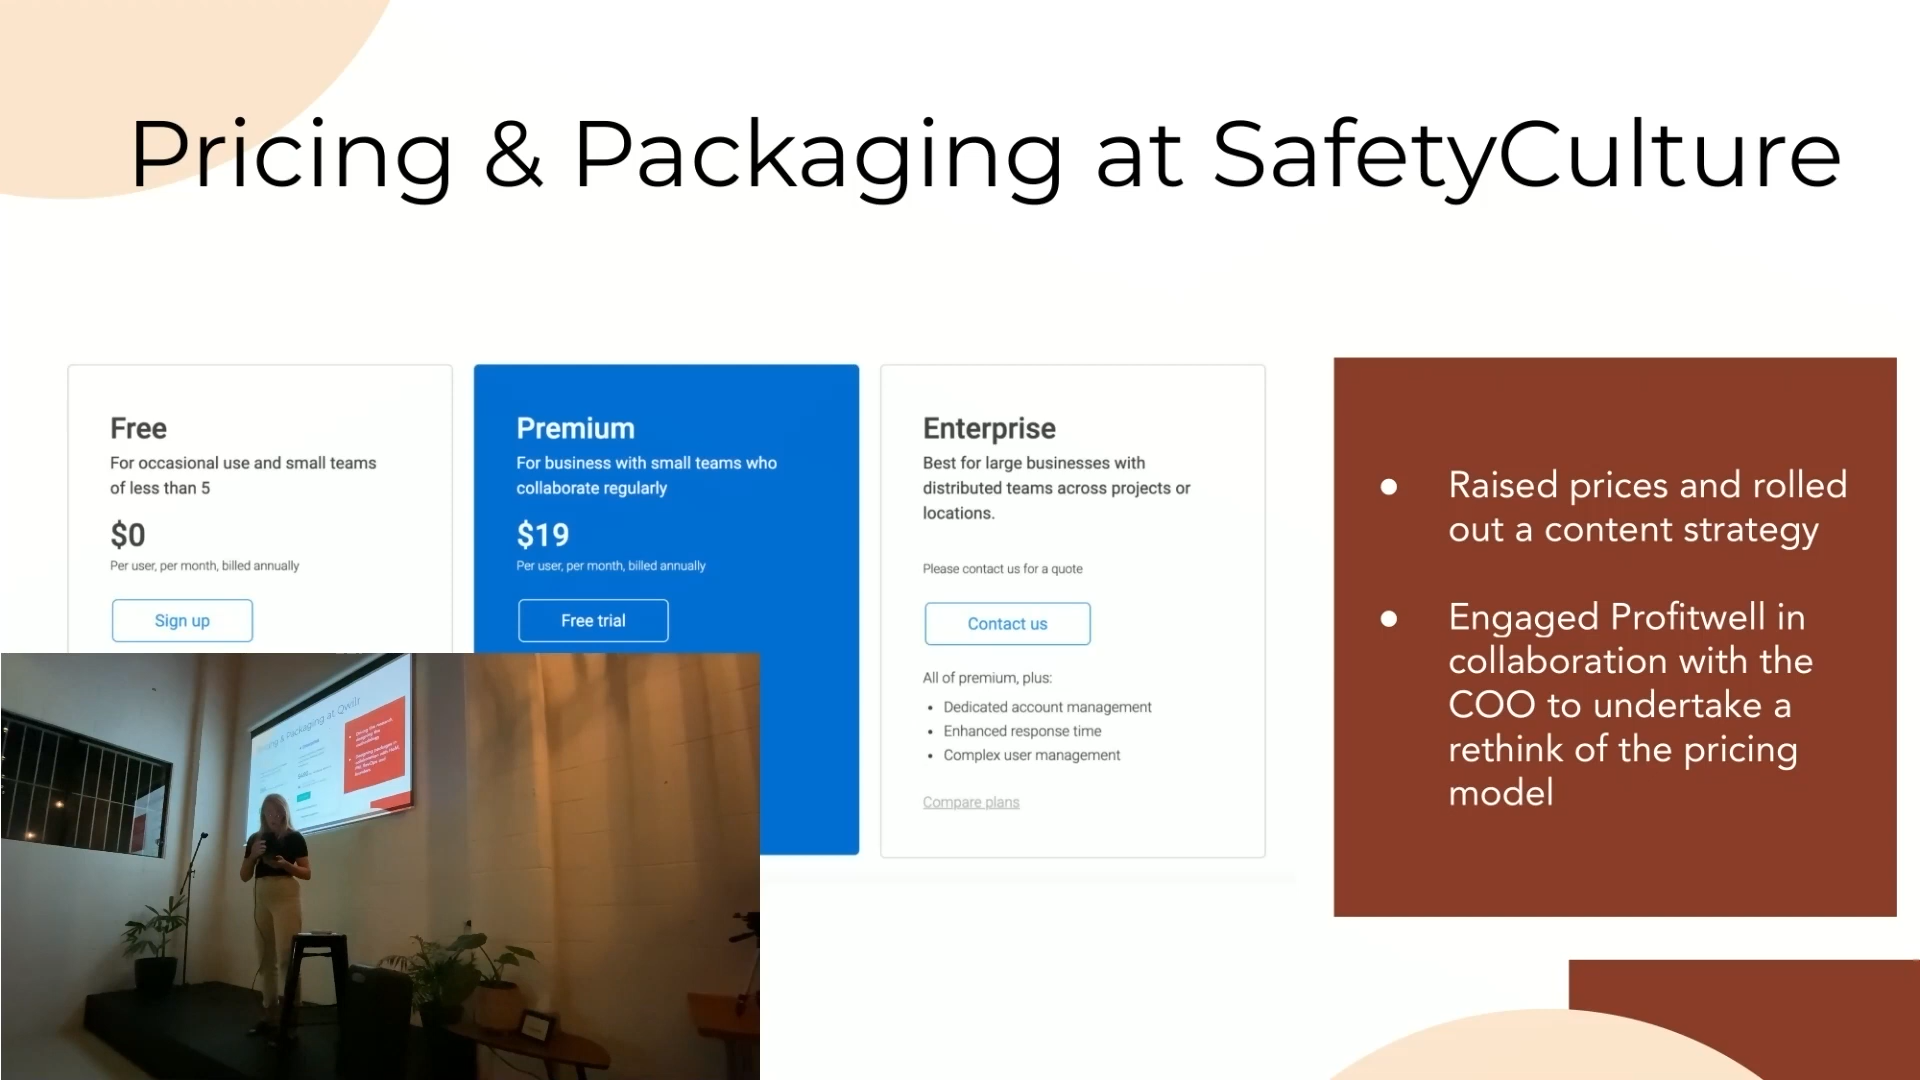 Pricing & Packaging at SafetyCulture
Free
For occasional use and small teams
of less than 5
$0
Per user, per month, billed annually
Sign up
Premium
For business with small teams who
collaborate regularly
$19
Per user, per month, billed annually
Free trial
Enterprise
Best for large businesses with
distributed teams across projects or
locations.
Please contact us for a quote
Contact us
All of premium, plus:
• Dedicated account management
• Enhanced response time
• Complex user management
Compare plans
● Raised prices and rolled
out a content strategy
● Engaged Profitwell in
collaboration with the
COO to undertake a
rethink of the pricing
model
Pricing & Packaging at Qwilr